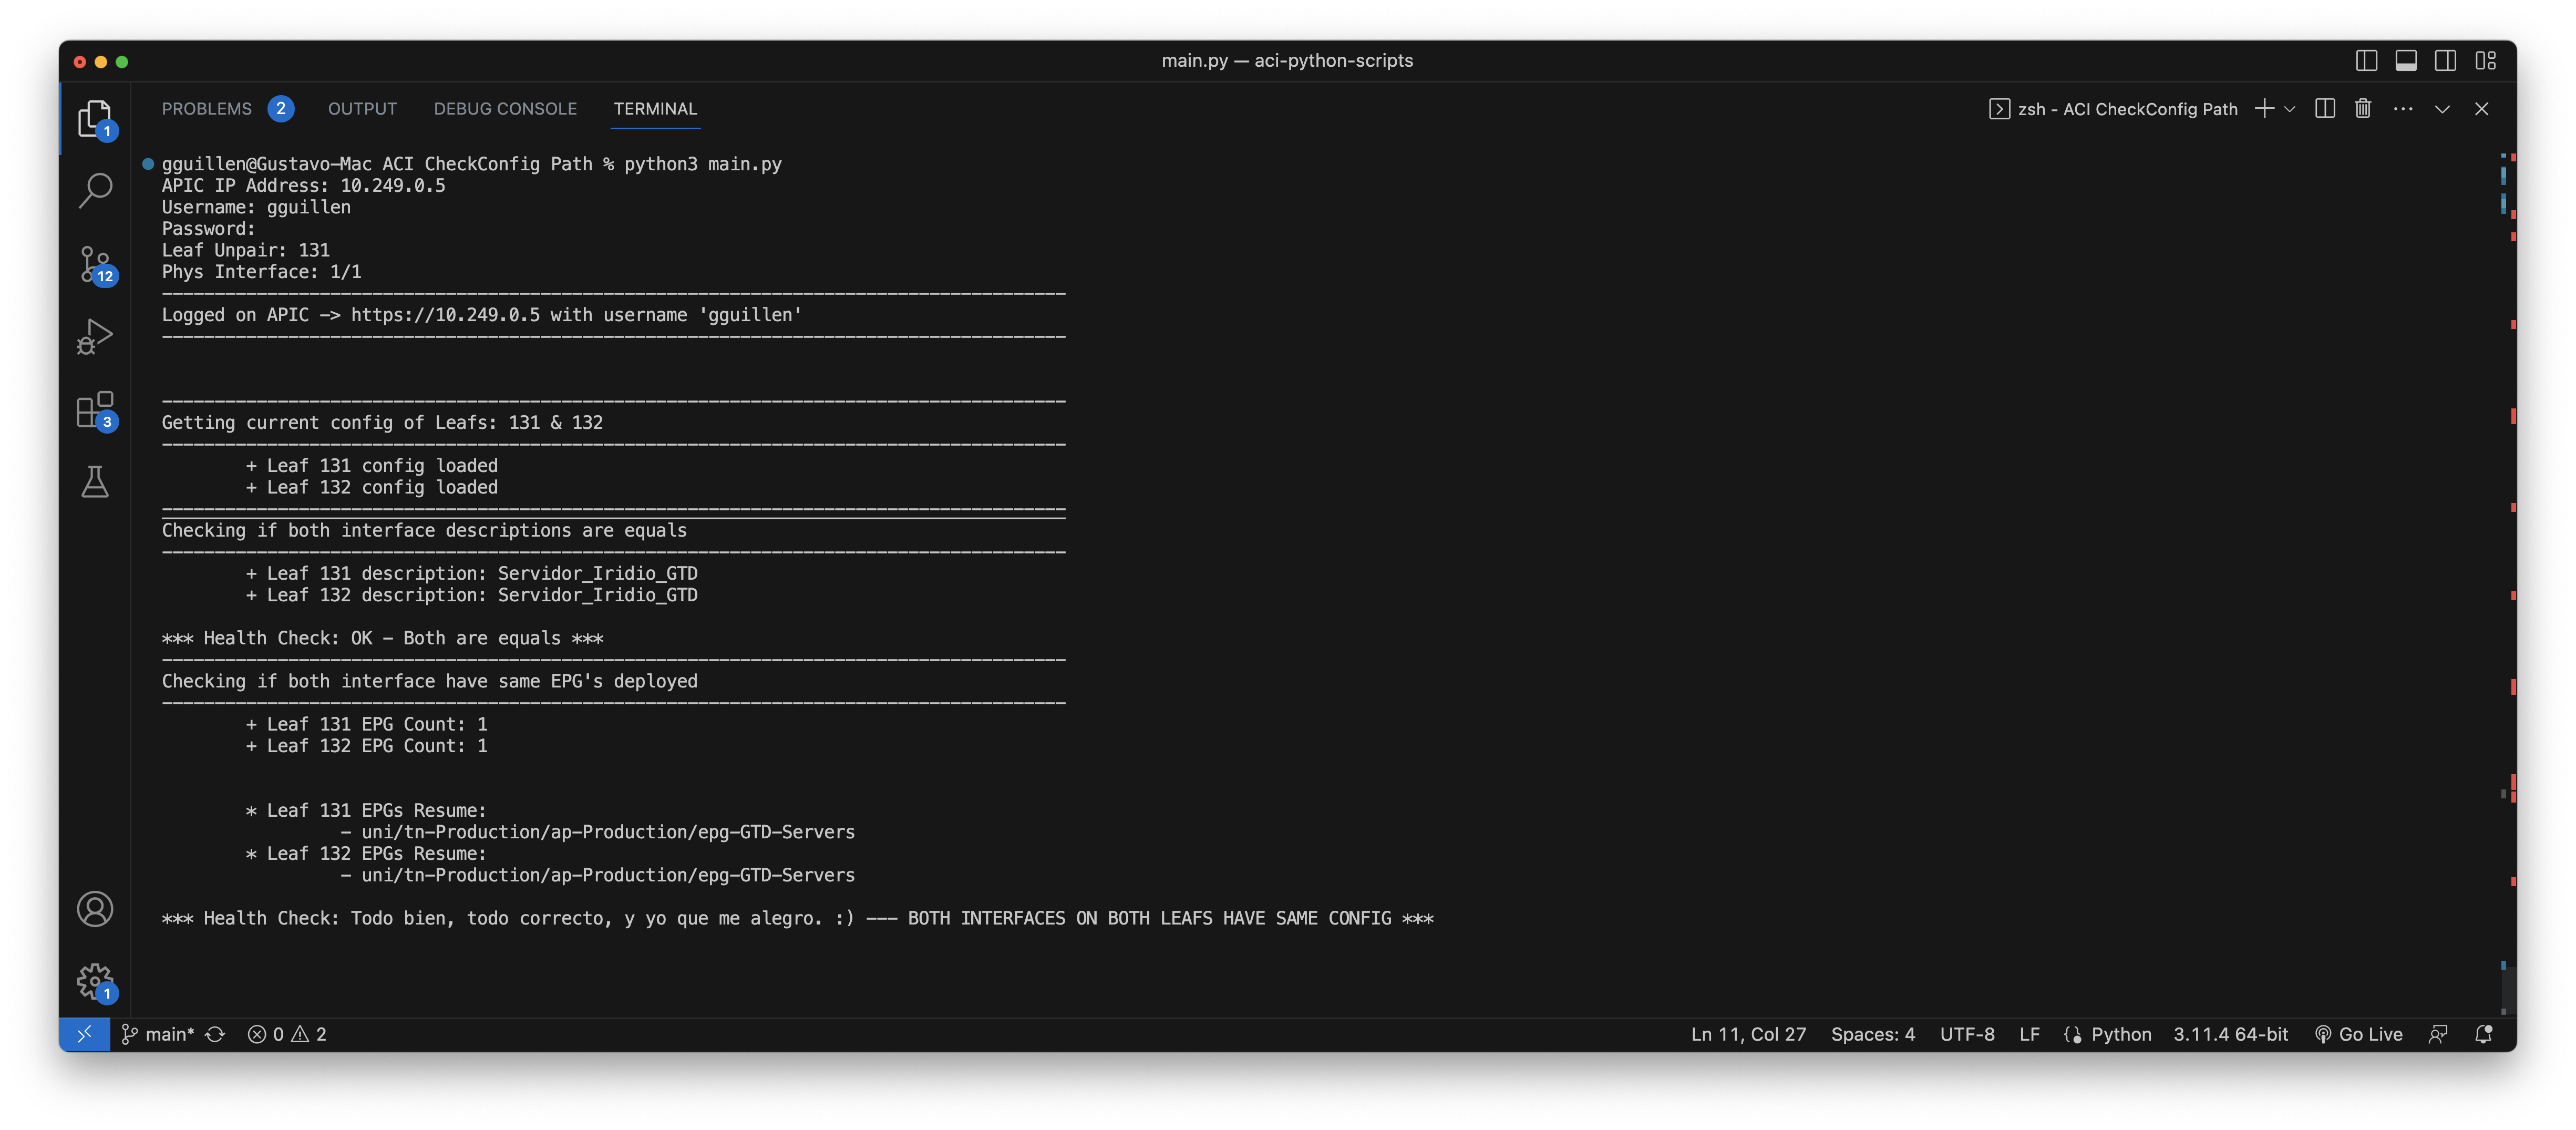 main.py — aci-python-scripts
PROBLEMS 2 OUTPUT DEBUG CONSOLE TERMINAL
zsh - ACI CheckConfig Path
1
12
3
1
gguillen@Gustavo-Mac ACI CheckConfig Path % python3 main.py
APIC IP Address: 10.249.0.5
Username: gguillen
Password:
Leaf Unpair: 131
Phys Interface: 1/1
--------------------------------------------------------------------------------------
Logged on APIC -> https://10.249.0.5 with username 'gguillen'
--------------------------------------------------------------------------------------
--------------------------------------------------------------------------------------
Getting current config of Leafs: 131 & 132
--------------------------------------------------------------------------------------
+ Leaf 131 config loaded
+ Leaf 132 config loaded
--------------------------------------------------------------------------------------
Checking if both interface descriptions are equals
--------------------------------------------------------------------------------------
+ Leaf 131 description: Servidor_Iridio_GTD
+ Leaf 132 description: Servidor_Iridio_GTD
*** Health Check: OK - Both are equals ***
--------------------------------------------------------------------------------------
Checking if both interface have same EPG's deployed
--------------------------------------------------------------------------------------
+ Leaf 131 EPG Count: 1
+ Leaf 132 EPG Count: 1
* Leaf 131 EPGs Resume:
- uni/tn-Production/ap-Production/epg-GTD-Servers
* Leaf 132 EPGs Resume:
- uni/tn-Production/ap-Production/epg-GTD-Servers
*** Health Check: Todo bien, todo correcto, y yo que me alegro. :) --- BOTH INTERFACES ON BOTH LEAFS HAVE SAME CONFIG ***
main* 0 2
Ln 11, Col 27 Spaces: 4 UTF-8 LF Python 3.11.4 64-bit Go Live